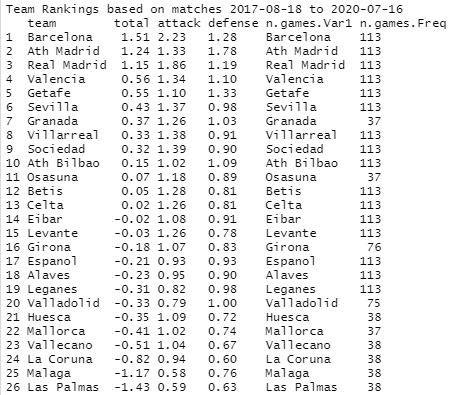 Team Rankings based on matches 2017-08-18 to 2020-07-16
team total attack defense n.games.Var1 n.games.Freq
1 Barcelona 1.51 2.23 1.28 Barcelona 113
2 Ath Madrid 1.24 1.33 1.78 Ath Madrid 113
3 Real Madrid 1.15 1.86 1.19 Real Madrid 113
4 Valencia 0.56 1.34 1.10 Valencia 113
5 Getafe 0.55 1.10 1.33 Getafe 113
6 Sevilla 0.43 1.37 0.98 Sevilla 113
7 Granada 0.37 1.26 1.03 Granada 37
8 Villarreal 0.33 1.38 0.91 Villarreal 113
9 Sociedad 0.32 1.39 0.90 Sociedad 113
10 Ath Bilbao 0.15 1.02 1.09 Ath Bilbao 113
11 Osasuna 0.07 1.18 0.89 Osasuna 37
12 Betis 0.05 1.28 0.81 Betis 113
13 Celta 0.02 1.26 0.81 Celta 113
14 Eibar -0.02 1.08 0.91 Eibar 113
15 Levante -0.03 1.26 0.78 Levante 113
16 Girona -0.18 1.07 0.83 Girona 76
17 Espanol -0.21 0.93 0.93 Espanol 113
18 Alaves -0.23 0.95 0.90 Alaves 113
19 Leganes -0.31 0.82 0.98 Leganes 113
20 Valladolid -0.33 0.79 1.00 Valladolid 75
21 Huesca -0.35 1.09 0.72 Huesca 38
22 Mallorca -0.41 1.02 0.74 Mallorca 37
23 Vallecano -0.51 1.04 0.67 Vallecano 38
24 La Coruna -0.82 0.94 0.60 La Coruna 38
25 Malaga -1.17 0.58 0.76 Malaga 38
26 Las Palmas -1.43 0.59 0.63 Las Palmas 38